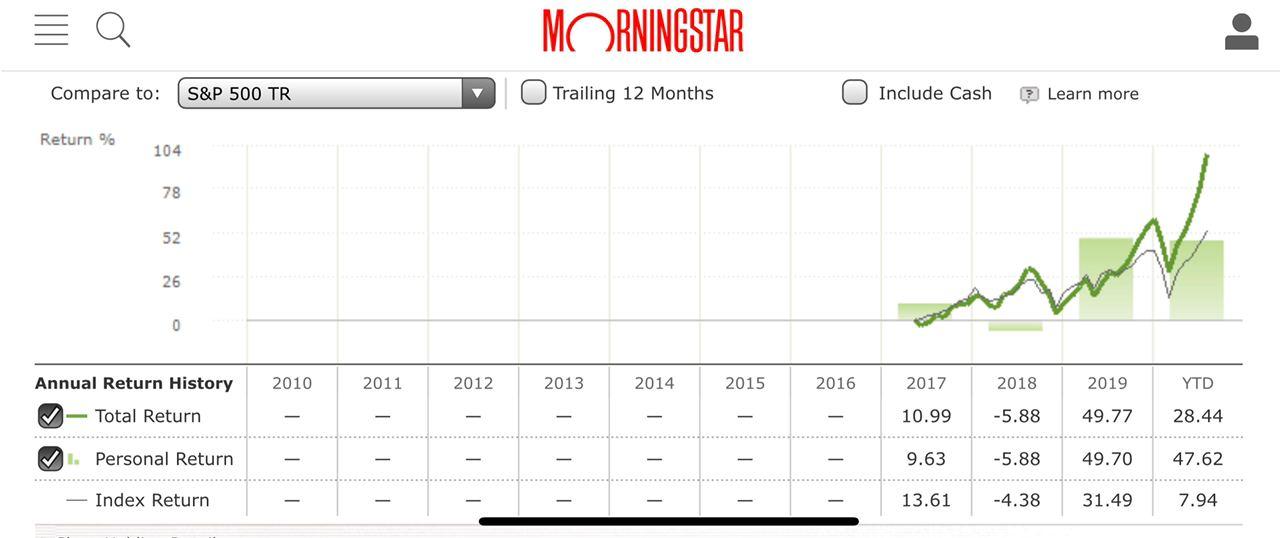 MORNINGSTAR
Compare to: S&P 500 TR Trailing 12 Months Include Cash ? Learn more
Return %
104
78
52
26
0
Annual Return History 2010 2011 2012 2013 2014 2015 2016 2017 2018 2019 YTD
Total Return — — — — — — — 10.99 -5.88 49.77 28.44
Personal Return — — — — — — — 9.63 -5.88 49.70 47.62
Index Return — — — — — — — 13.61 -4.38 31.49 7.94